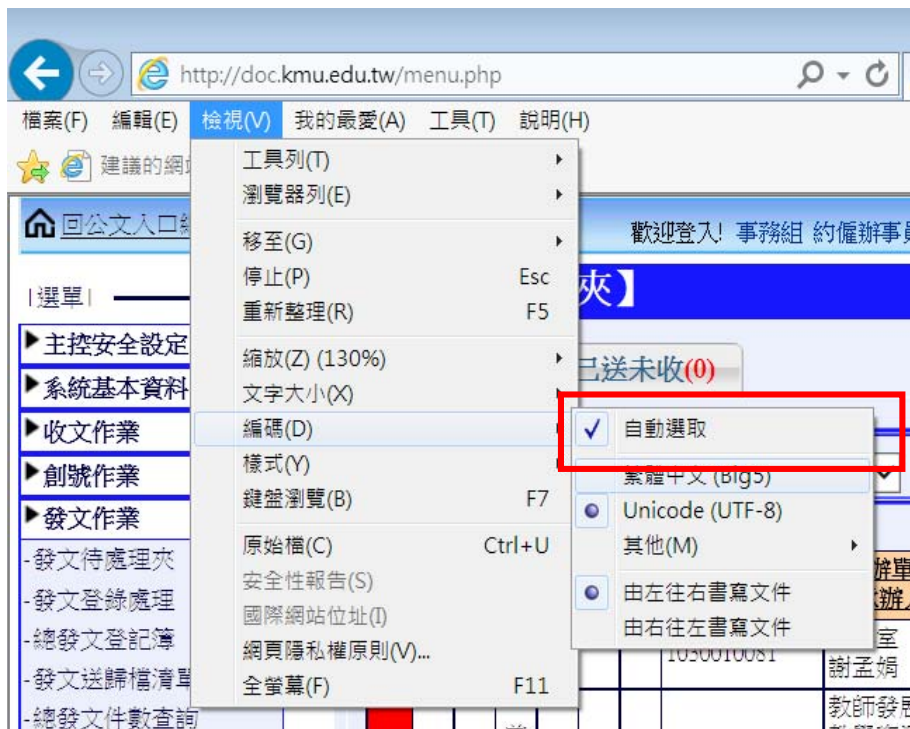 http://doc.kmu.edu.tw/menu.php
檔案(F) 編輯(E) 檢視(V) 我的最愛(A) 工具(T) 說明(H)
建議的網
回公文入口
歡迎登入! 事務組 約僱辦事員
夾】
|選單|
▶主控安全設定
▶系統基本資料
▶收文作業
▶創號作業
▶發文作業
-發文待處理夾
-發文登錄處理
-總發文登記簿
-發文送歸檔清單
-總發文件數查詢
工具列(T)
瀏覽器列(E)
移至(G)
停止(P) Esc
重新整理(R) F5
縮放(Z) (130%)
文字大小(X)
編碼(D)
樣式(Y)
鍵盤瀏覽(B) F7
原始檔(C) Ctrl+U
安全性報告(S)
國際網站位址(I)
網頁隱私權原則(V)...
全螢幕(F) F11
已送未收(0)
自動選取
繁體中文 (Big5)
Unicode (UTF-8)
其他(M)
由左往右書寫文件
由右往左書寫文件
1030010081
室
謝孟娟
教師發展